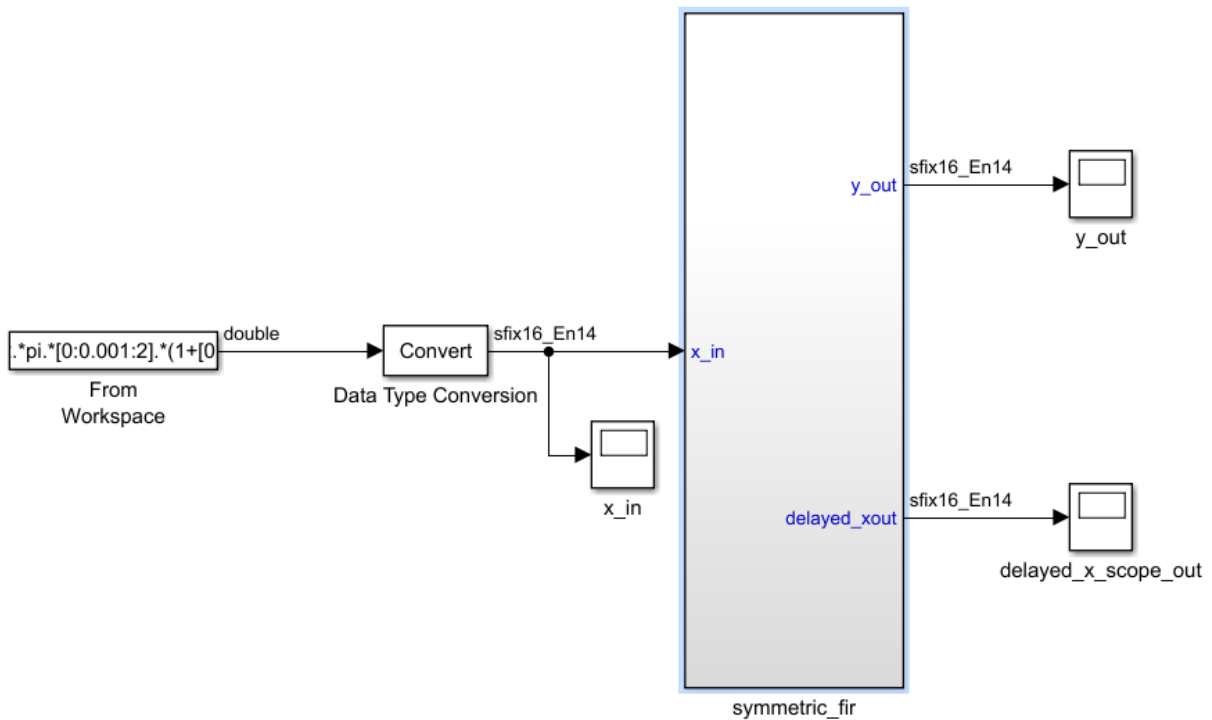 y_out
sfix16_En14
y_out
:.*pi.*[0:0.001:2].*(1+[0
double
From
Workspace
Convert
Data Type Conversion
sfix16_En14
x_in
x_in
delayed_xout
sfix16_En14
delayed_x_scope_out
symmetric_fir